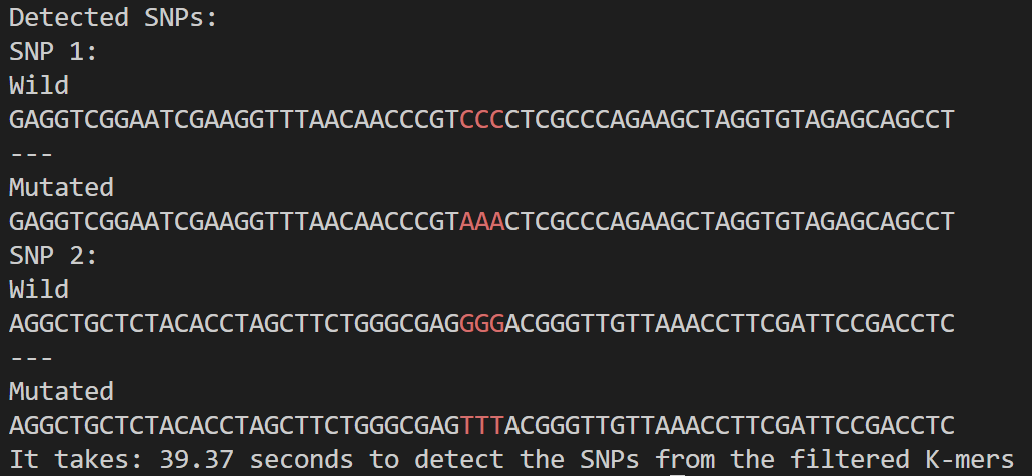 Detected SNPs:
SNP 1:
Wild
GAGGTCGGAATCGAAGGTTTAACAACCCGTCCCCTCGCCCAGAAGCTAGGTGTAGAGCAGCCT
---
Mutated
GAGGTCGGAATCGAAGGTTTAACAACCCGTAAACTCGCCCAGAAGCTAGGTGTAGAGCAGCCT
SNP 2:
Wild
AGGCTGCTCTACACCTAGCTTCTGGGCGAGGGGACGGGTTGTTAAACCTTCGATTCCGACCTC
---
Mutated
AGGCTGCTCTACACCTAGCTTCTGGGCGAGTTTACGGGTTGTTAAACCTTCGATTCCGACCTC
It takes: 39.37 seconds to detect the SNPs from the filtered K-mers